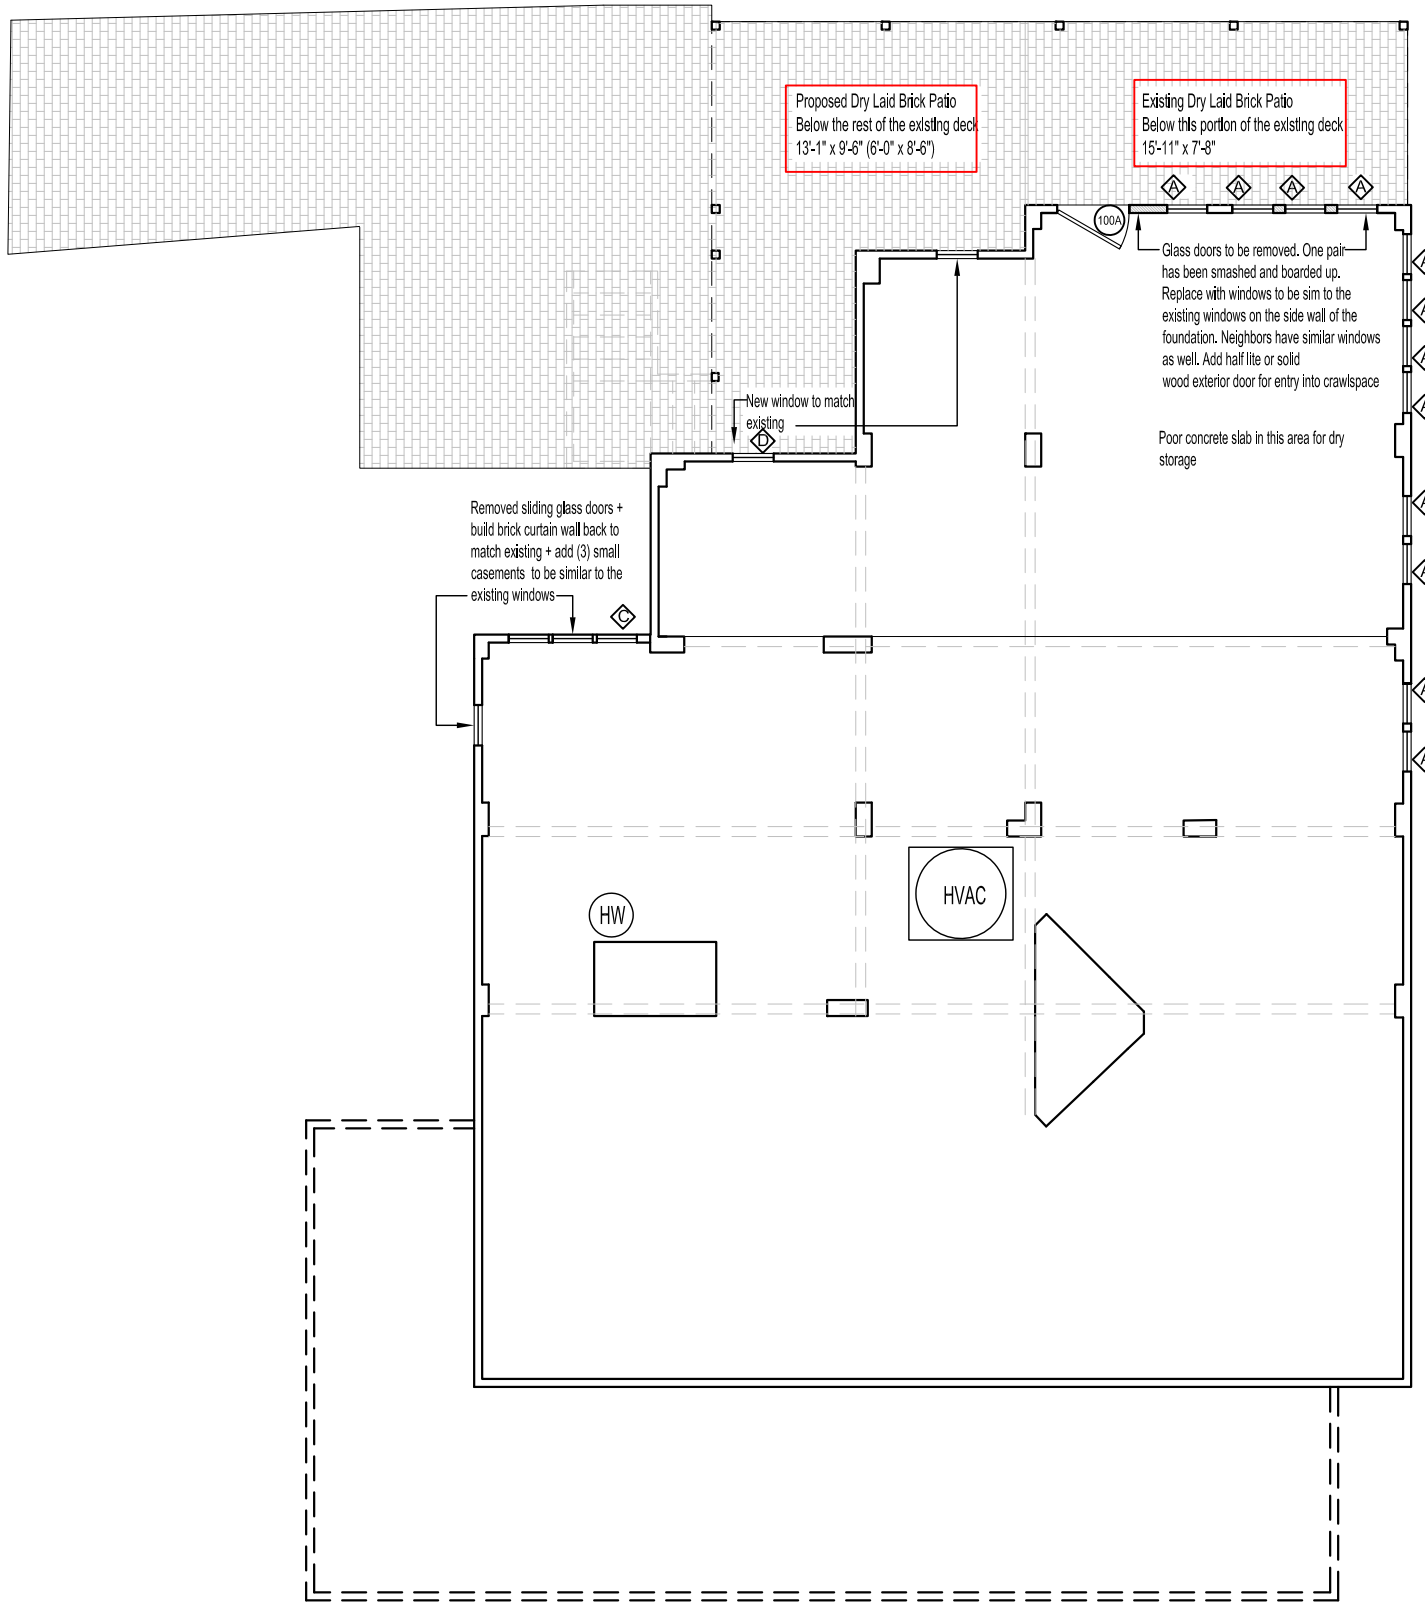 Proposed Dry Laid Brick Patio
Below the rest of the existing deck
13'-1" x 9'-6" (6'-0" x 8'-6")
Existing Dry Laid Brick Patio
Below this portion of the existing deck
15'-11" x 7'-8"
A
A
A
A
100A
Glass doors to be removed. One pair
has been smashed and boarded up.
Replace with windows to be sim to the
existing windows on the side wall of the
foundation. Neighbors have similar windows
as well. Add half lite or solid
wood exterior door for entry into crawlspace
A
A
A
A
New window to match
existing
D
Poor concrete slab in this area for dry
storage
A
A
Removed sliding glass doors +
build brick curtain wall back to
match existing + add (3) small
casements to be similar to the
existing windows
C
A
A
HVAC
HW